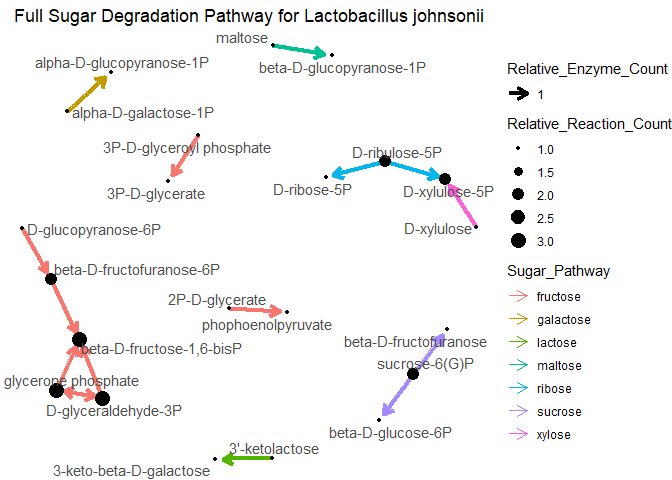 Full Sugar Degradation Pathway for Lactobacillus johnsonii
maltose
alpha-D-glucopyranose-1P
beta-D-glucopyranose-1P
alpha-D-galactose-1P
3P-D-glyceroyl phosphate
D-ribulose-5P
3P-D-glycerate
D-ribose-5P
D-xylulose-5P
D-glucopyranose-6P
D-xylulose
beta-D-fructofuranose-6P
2P-D-glycerate
phophoenolpyruvate
beta-D-fructofuranose
beta-D-fructose-1,6-bisP
sucrose-6(G)P
glycerone phosphate
D-glyceraldehyde-3P
beta-D-glucose-6P
3'-ketolactose
3-keto-beta-D-galactose
Relative_Enzyme_Count
1
Relative_Reaction_Count
1.0
1.5
2.0
2.5
3.0
Sugar_Pathway
fructose
galactose
lactose
maltose
ribose
sucrose
xylose